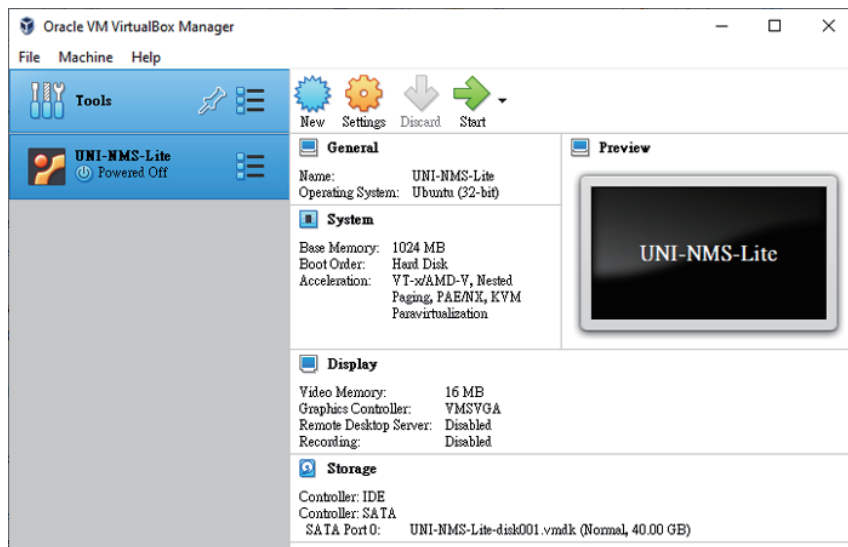 Oracle VM VirtualBox Manager
File Machine Help
Tools
UNI-NMS-Lite
Powered Off
New Settings Discard Start
General
Name: UNI-NMS-Lite
Operating System: Ubuntu (32-bit)
System
Base Memory: 1024 MB
Boot Order: Hard Disk
Acceleration: VT-x/AMD-V, Nested
Paging, PAE/NX, KVM
Paravirtualization
Preview
UNI-NMS-Lite
Display
Video Memory: 16 MB
Graphics Controller: VMSVGA
Remote Desktop Server: Disabled
Recording: Disabled
Storage
Controller: IDE
Controller: SATA
SATA Port 0: UNI-NMS-Lite-disk001.vmdk (Normal, 40.00 GB)